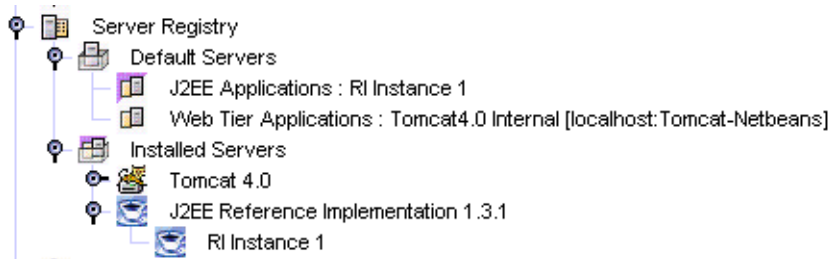 Server Registry
Default Servers
J2EE Applications : RI Instance 1
Web Tier Applications : Tomcat4.0 Internal [localhost:Tomcat-Netbeans]
Installed Servers
Tomcat 4.0
J2EE Reference Implementation 1.3.1
RI Instance 1